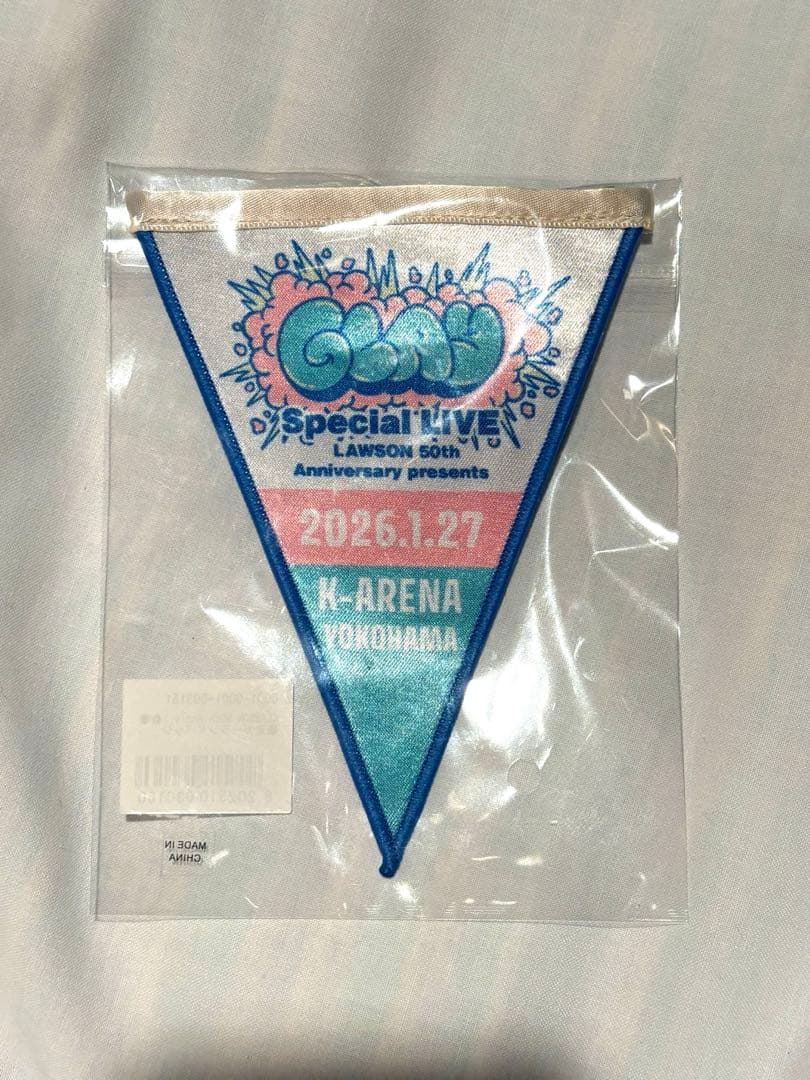 GLAY
Special LIVE
LAWSON 50th
Anniversary presents
2026.1.27
K-ARENA
YOKOHAMA
MADE IN
CHINA